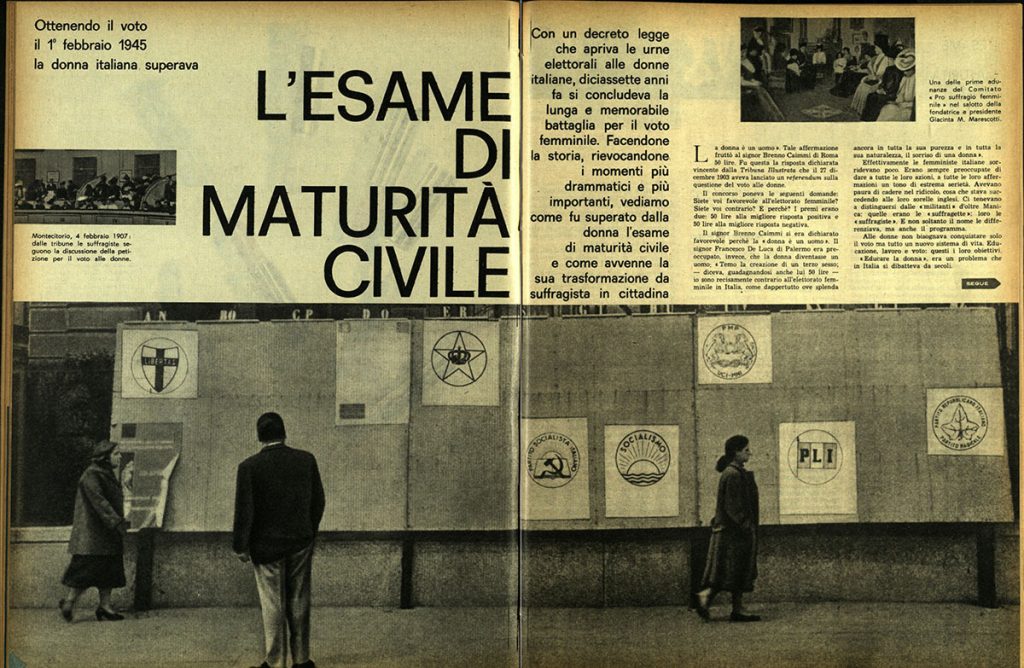 Ottenendo il voto
il 1° febbraio 1945
la donna italiana superava
L'ESAME
DI
MATURITÀ
CIVILE
Montecitorio, 4 febbraio 1907:
dalle tribune le suffragiste se-
guono la discussione della peti-
zione per il voto alle donne.
Con un decreto legge
che apriva le urne
elettorali alle donne
italiane, diciassette anni
fa si concludeva la
lunga e memorabile
battaglia per il voto
femminile. Facendone
la storia, rievocandone
i momenti più
drammatici e più
importanti, vediamo
come fu superato dalla
donna l'esame
di maturità civile
e come avvenne la
sua trasformazione da
suffragista in cittadina
Una delle prime adu-
nanze del Comitato
« Pro suffragio femmi-
nile » nel salotto della
fondatrice e presidente
Giacinta M. Marescotti.
La donna è un uomo ». Tale affermazione
fruttò al signor Brenno Caimmi di Roma
50 lire. Fu questa la risposta dichiarata
vincente dalla Tribuna Illustrata che il 27 di-
cembre 1903 aveva lanciato un referendum sulla
questione del voto alle donne.
Il concorso poneva le seguenti domande:
Siete voi favorevole all'elettorato femminile?
Siete voi contrario? E perchè? I premi erano
due: 50 lire alla migliore risposta positiva e
50 lire alla migliore risposta negativa.
Il signor Brenno Caimmi si era dichiarato
favorevole perchè la « donna è un uomo ». Il
signor Francesco De Luca di Palermo era pre-
occupato, invece, che la donna diventasse un
uomo; « Temo la creazione di un terzo sesso;
— diceva, guadagnandosi anche lui 50 lire —
io sono recisamente contrario all'elettorato fem-
minile in Italia, come dappertutto ove splenda
ancora in tutta la sua purezza e in tutta la
sua naturalezza, il sorriso di una donna ».
Effettivamente le femministe italiane sor-
ridevano poco. Erano sempre preoccupate di
dare a tutte le loro azioni, a tutte le loro affer-
mazioni un tono di estrema serietà. Avevano
paura di cadere nel ridicolo, cosa che stava suc-
cedendo alle loro sorelle inglesi. Ci tenevano
a distinguersi dalle « militanti » d'oltre Mani-
ca: quelle erano le « suffragette »; loro le
« suffragiste ». E non soltanto il nome le diffe-
renziava, ma anche il programma.
Alle donne non bisognava conquistare solo
il voto ma tutto un nuovo sistema di vita. Edu-
cazione, lavoro e voto: questi i loro obiettivi.
« Educare la donna », era un problema che
in Italia si dibatteva da secoli.
SEGUE
AN BO CP DO ER
LIBERTAS
PARTITO SOCIALISTA ITALIANO
SOCIALISMO
PMP
PLI
PARTITO REPUBBLICANO ITALIANO
PARTITO RADICALE